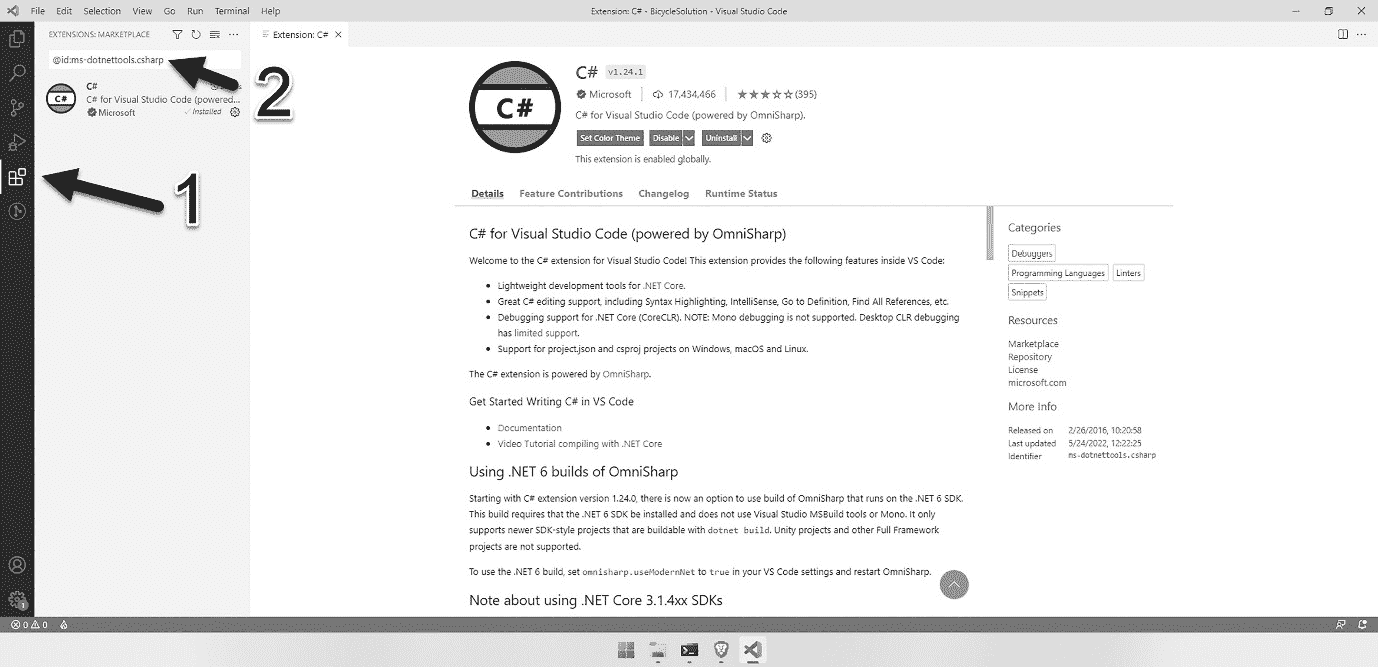 File Edit Selection View Go Run Terminal Help
Extension: C# - BicycleSolution - Visual Studio Code
EXTENSIONS: MARKETPLACE
@id:ms-dotnettools.csharp
C#
C# for Visual Studio Code (powered...
Microsoft
Installed
1
2
Extension: C#
C#
C# v1.24.1
Microsoft 17,434,466 (395)
C# for Visual Studio Code (powered by OmniSharp).
Set Color Theme Disable Uninstall
This extension is enabled globally.
Details Feature Contributions Changelog Runtime Status
C# for Visual Studio Code (powered by OmniSharp)
Welcome to the C# extension for Visual Studio Code! This extension provides the following features inside VS Code:
• Lightweight development tools for .NET Core.
• Great C# editing support, including Syntax Highlighting, IntelliSense, Go to Definition, Find All References, etc.
• Debugging support for .NET Core (CoreCLR). NOTE: Mono debugging is not supported. Desktop CLR debugging
has limited support.
• Support for project.json and csproj projects on Windows, macOS and Linux.
The C# extension is powered by OmniSharp.
Get Started Writing C# in VS Code
• Documentation
• Video Tutorial compiling with .NET Core
Using .NET 6 builds of OmniSharp
Starting with C# extension version 1.24.0, there is now an option to use build of OmniSharp that runs on the .NET 6 SDK.
This build requires that the .NET 6 SDK be installed and does not use Visual Studio MSBuild tools or Mono. It only
supports newer SDK-style projects that are buildable with dotnet build. Unity projects and other Full Framework
projects are not supported.
To use the .NET 6 build, set omnisharp.useModernNet to true in your VS Code settings and restart OmniSharp.
Note about using .NET Core 3.1.4xx SDKs
Categories
Debuggers
Programming Languages Linters
Snippets
Resources
Marketplace
Repository
License
microsoft.com
More Info
Released on 2/26/2016, 10:20:58
Last updated 5/24/2022, 12:22:25
Identifier ms-dotnettools.csharp
1
0 0